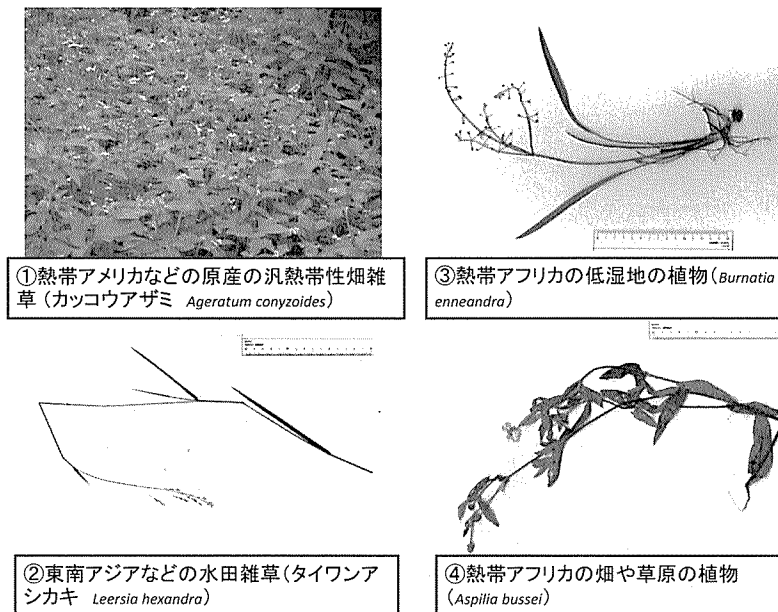 ①熱帯アメリカなどの原産の汎熱帯性畑雑
草（カッコウアザミ Ageratum conyzoides）
③熱帯アフリカの低湿地の植物（Burnatia
enneandra）
②東南アジアなどの水田雑草（タイワンア
シカキ Leersia hexandra）
④熱帯アフリカの畑や草原の植物
（Aspilia bussei）